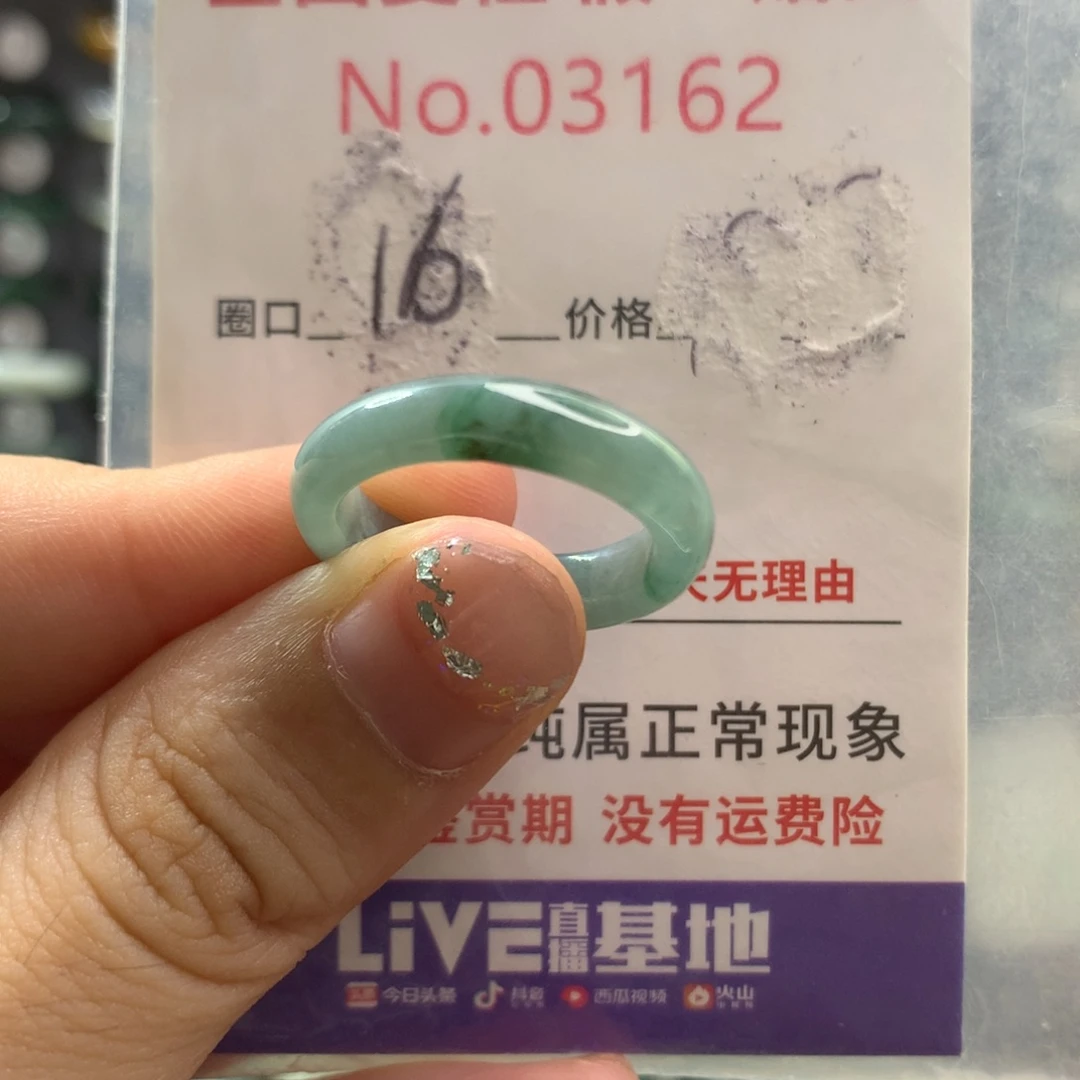 No.03162
圈口 16 价格
天无理由
纯属正常现象
鉴赏期 没有运费险
LiVE直播基地
今日头条 抖音 西瓜视频 火山